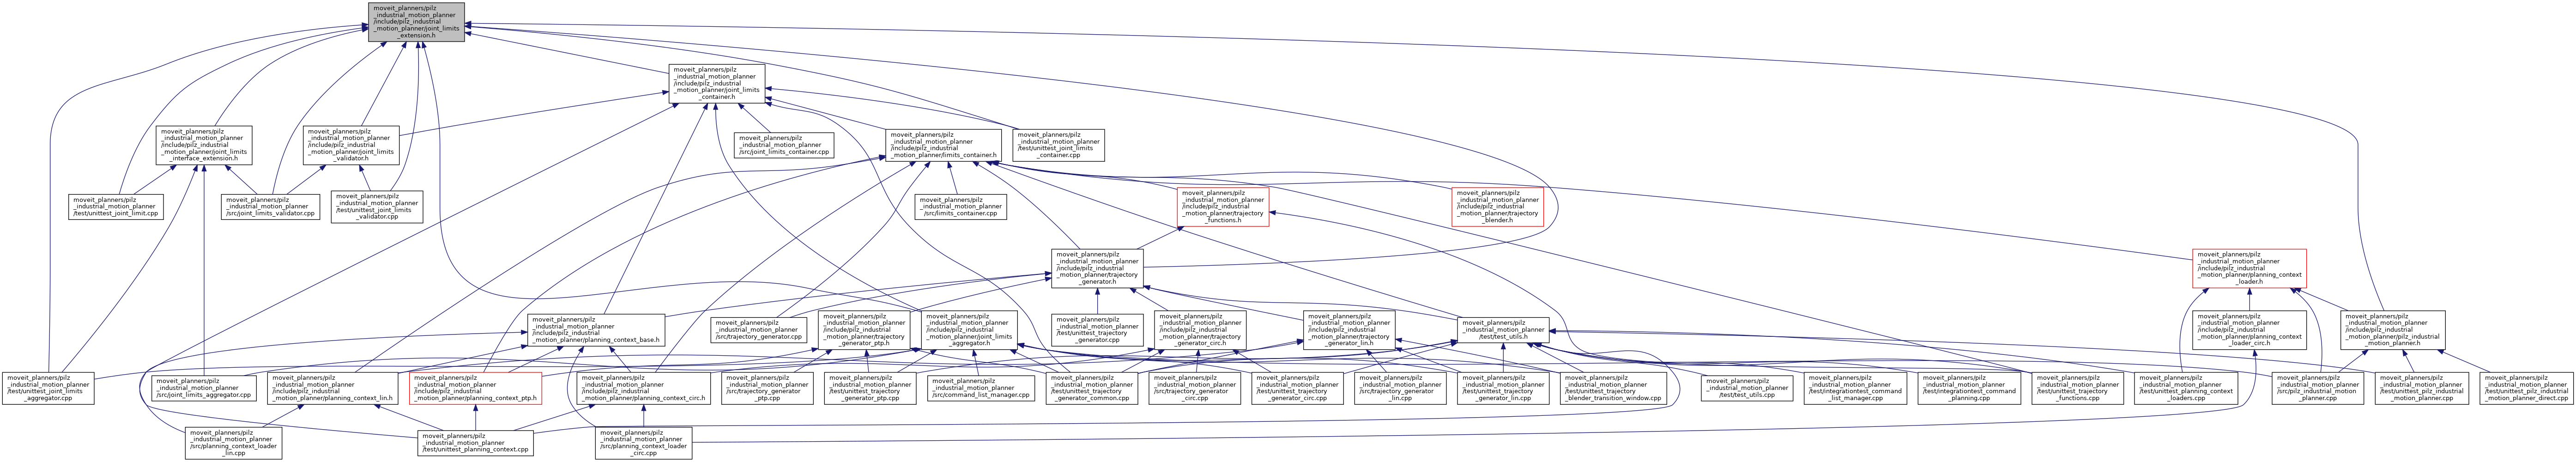 moveit_planners/pilz
_industrial_motion_planner
/include/pilz_industrial
_motion_planner/joint_limits
_extension.h
moveit_planners/pilz
_industrial_motion_planner
/include/pilz_industrial
_motion_planner/joint_limits
_container.h
moveit_planners/pilz
_industrial_motion_planner
/include/pilz_industrial
_motion_planner/joint_limits
_interface_extension.h
moveit_planners/pilz
_industrial_motion_planner
/include/pilz_industrial
_motion_planner/joint_limits
_validator.h
moveit_planners/pilz
_industrial_motion_planner
/src/joint_limits_container.cpp
moveit_planners/pilz
_industrial_motion_planner
/include/pilz_industrial
_motion_planner/limits_container.h
moveit_planners/pilz
_industrial_motion_planner
/test/unittest_joint_limits
_container.cpp
moveit_planners/pilz
_industrial_motion_planner
/test/unittest_joint_limit.cpp
moveit_planners/pilz
_industrial_motion_planner
/src/joint_limits_validator.cpp
moveit_planners/pilz
_industrial_motion_planner
/test/unittest_joint_limits
_validator.cpp
moveit_planners/pilz
_industrial_motion_planner
/src/limits_container.cpp
moveit_planners/pilz
_industrial_motion_planner
/include/pilz_industrial
_motion_planner/trajectory
_functions.h
moveit_planners/pilz
_industrial_motion_planner
/include/pilz_industrial
_motion_planner/trajectory
_blender.h
moveit_planners/pilz
_industrial_motion_planner
/include/pilz_industrial
_motion_planner/trajectory
_generator.h
moveit_planners/pilz
_industrial_motion_planner
/include/pilz_industrial
_motion_planner/planning_context
_loader.h
moveit_planners/pilz
_industrial_motion_planner
/include/pilz_industrial
_motion_planner/planning_context_base.h
moveit_planners/pilz
_industrial_motion_planner
/src/trajectory_generator.cpp
moveit_planners/pilz
_industrial_motion_planner
/include/pilz_industrial
_motion_planner/trajectory
_generator_ptp.h
moveit_planners/pilz
_industrial_motion_planner
/include/pilz_industrial
_motion_planner/joint_limits
_aggregator.h
moveit_planners/pilz
_industrial_motion_planner
/test/unittest_trajectory
_generator.cpp
moveit_planners/pilz
_industrial_motion_planner
/include/pilz_industrial
_motion_planner/trajectory
_generator_circ.h
moveit_planners/pilz
_industrial_motion_planner
/include/pilz_industrial
_motion_planner/trajectory
_generator_lin.h
moveit_planners/pilz
_industrial_motion_planner
/test/test_utils.h
moveit_planners/pilz
_industrial_motion_planner
/include/pilz_industrial
_motion_planner/planning_context
_loader_circ.h
moveit_planners/pilz
_industrial_motion_planner
/include/pilz_industrial
_motion_planner/pilz_industrial
_motion_planner.h
moveit_planners/pilz
_industrial_motion_planner
/test/unittest_joint_limits
_aggregator.cpp
moveit_planners/pilz
_industrial_motion_planner
/src/joint_limits_aggregator.cpp
moveit_planners/pilz
_industrial_motion_planner
/include/pilz_industrial
_motion_planner/planning_context_lin.h
moveit_planners/pilz
_industrial_motion_planner
/include/pilz_industrial
_motion_planner/planning_context_ptp.h
moveit_planners/pilz
_industrial_motion_planner
/include/pilz_industrial
_motion_planner/planning_context_circ.h
moveit_planners/pilz
_industrial_motion_planner
/src/trajectory_generator
_ptp.cpp
moveit_planners/pilz
_industrial_motion_planner
/test/unittest_trajectory
_generator_ptp.cpp
moveit_planners/pilz
_industrial_motion_planner
/src/command_list_manager.cpp
moveit_planners/pilz
_industrial_motion_planner
/test/unittest_trajectory
_generator_common.cpp
moveit_planners/pilz
_industrial_motion_planner
/src/trajectory_generator
_circ.cpp
moveit_planners/pilz
_industrial_motion_planner
/test/unittest_trajectory
_generator_circ.cpp
moveit_planners/pilz
_industrial_motion_planner
/src/trajectory_generator
_lin.cpp
moveit_planners/pilz
_industrial_motion_planner
/test/unittest_trajectory
_generator_lin.cpp
moveit_planners/pilz
_industrial_motion_planner
/test/unittest_trajectory
_blender_transition_window.cpp
moveit_planners/pilz
_industrial_motion_planner
/test/test_utils.cpp
moveit_planners/pilz
_industrial_motion_planner
/test/integrationtest_command
_list_manager.cpp
moveit_planners/pilz
_industrial_motion_planner
/test/integrationtest_command
_planning.cpp
moveit_planners/pilz
_industrial_motion_planner
/test/unittest_trajectory
_functions.cpp
moveit_planners/pilz
_industrial_motion_planner
/test/unittest_planning_context
_loaders.cpp
moveit_planners/pilz
_industrial_motion_planner
/src/pilz_industrial_motion
_planner.cpp
moveit_planners/pilz
_industrial_motion_planner
/test/unittest_pilz_industrial
_motion_planner.cpp
moveit_planners/pilz
_industrial_motion_planner
/test/unittest_pilz_industrial
_motion_planner_direct.cpp
moveit_planners/pilz
_industrial_motion_planner
/src/planning_context_loader
_lin.cpp
moveit_planners/pilz
_industrial_motion_planner
/test/unittest_planning_context.cpp
moveit_planners/pilz
_industrial_motion_planner
/src/planning_context_loader
_circ.cpp